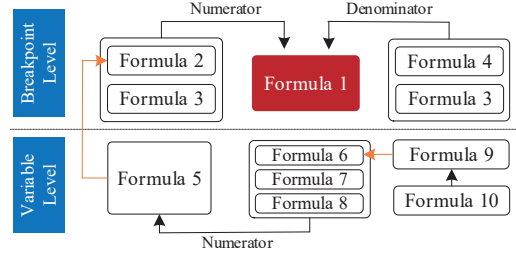 Numerator
Denominator
Breakpoint
Level
Formula 2
Formula 3
Formula 1
Formula 4
Formula 3
Variable
Level
Formula 5
Formula 6
Formula 7
Formula 8
Formula 9
Formula 10
Numerator